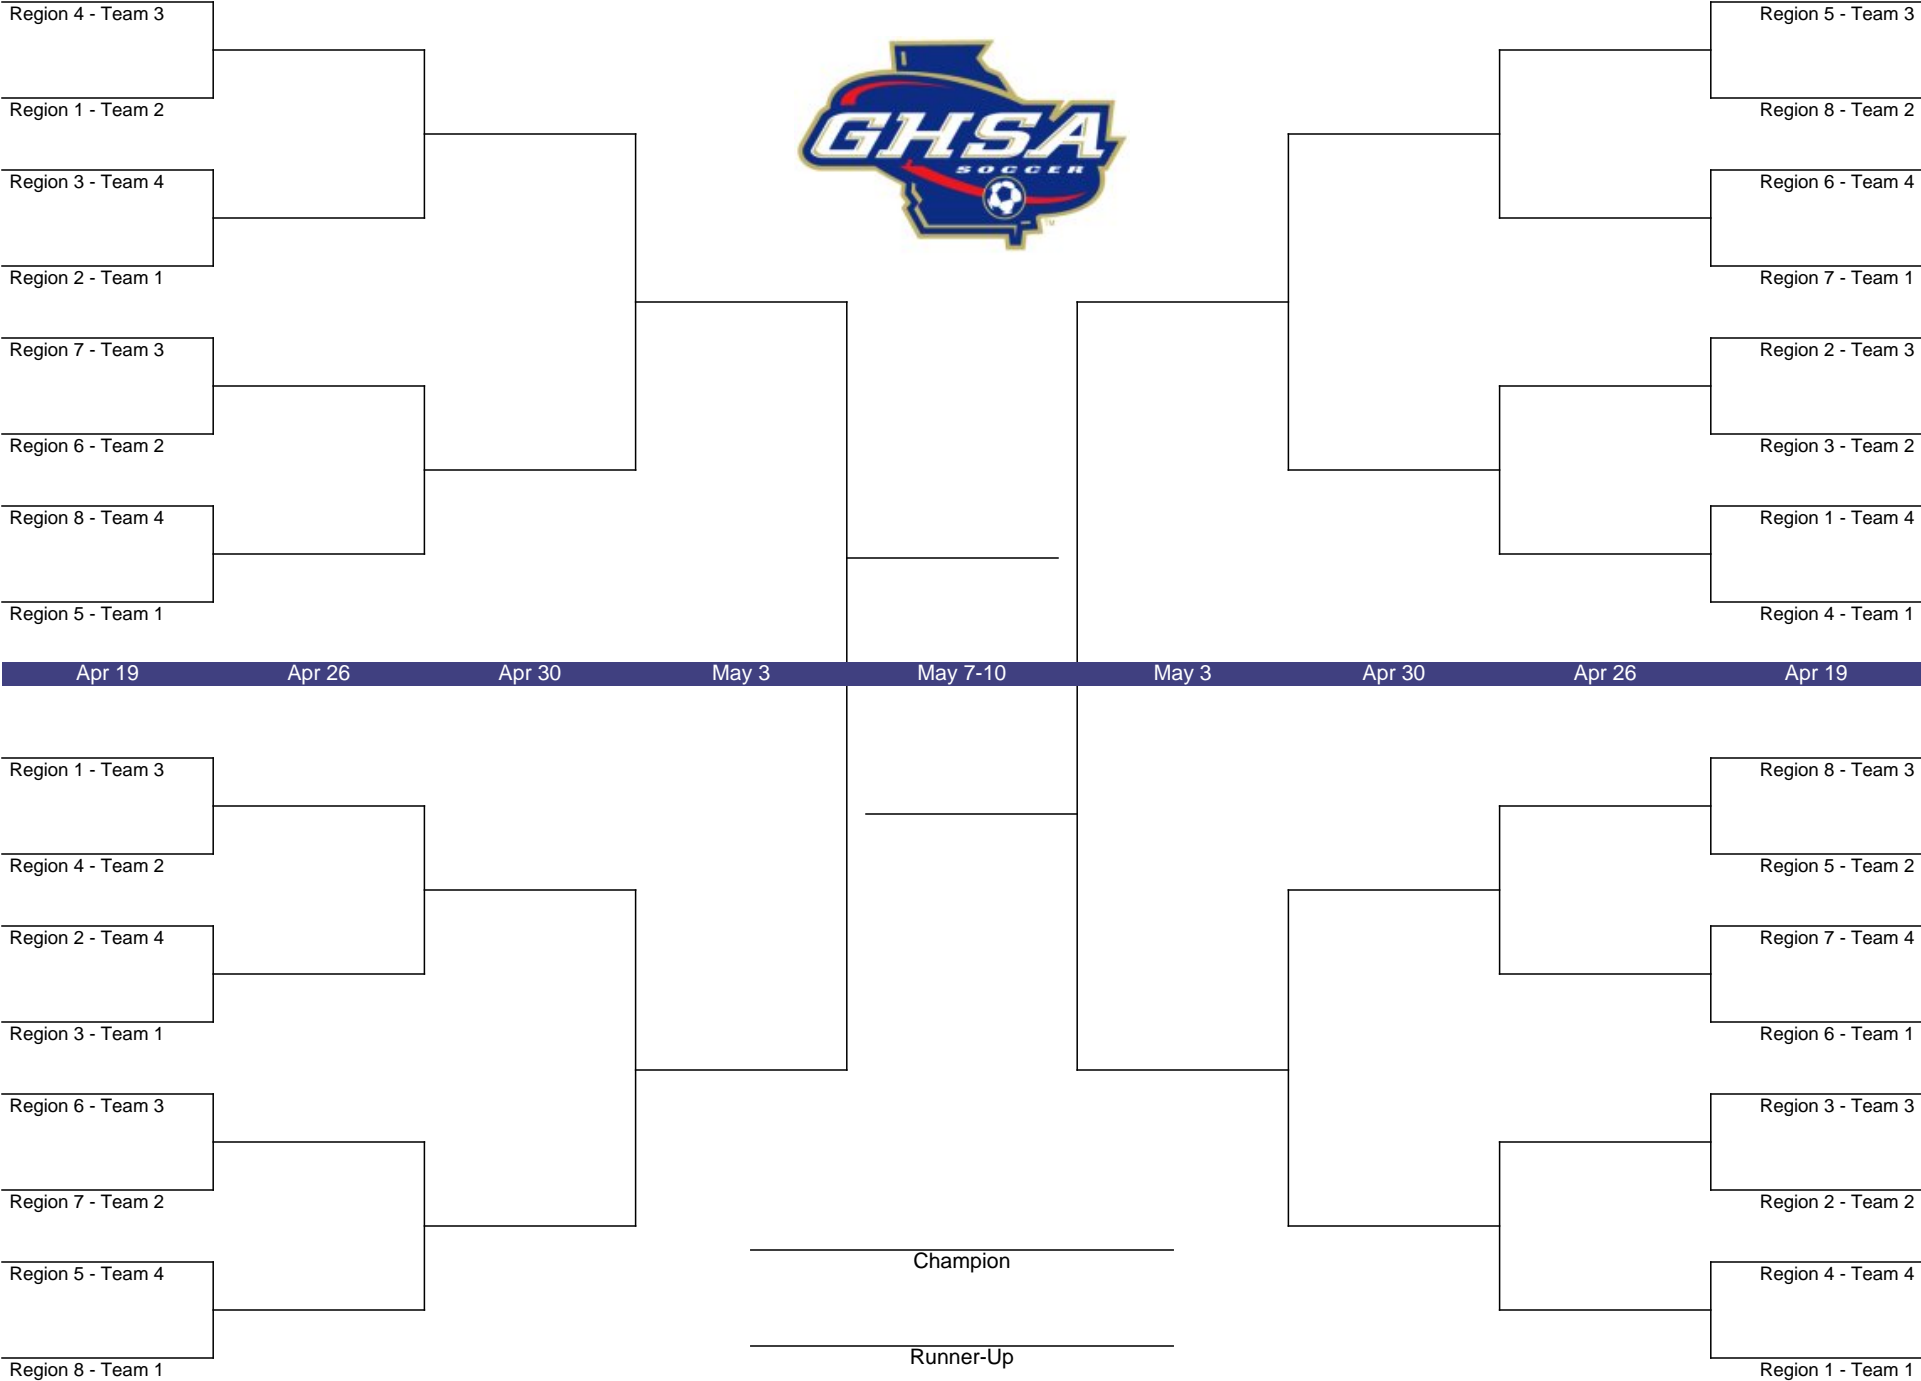 Region 4 - Team 3
Region 5 - Team 3
Region 1 - Team 2
Region 8 - Team 2
GHSA
SOCCER
TM
Region 3 - Team 4
Region 6 - Team 4
Region 2 - Team 1
Region 7 - Team 1
Region 7 - Team 3
Region 2 - Team 3
Region 6 - Team 2
Region 3 - Team 2
Region 8 - Team 4
Region 1 - Team 4
Region 5 - Team 1
Region 4 - Team 1
Apr 19 Apr 26 Apr 30 May 3 May 7-10 May 3 Apr 30 Apr 26 Apr 19
Region 1 - Team 3
Region 8 - Team 3
Region 4 - Team 2
Region 5 - Team 2
Region 2 - Team 4
Region 7 - Team 4
Region 3 - Team 1
Region 6 - Team 1
Region 6 - Team 3
Region 3 - Team 3
Region 7 - Team 2
Region 2 - Team 2
Champion
Region 5 - Team 4
Region 4 - Team 4
Runner-Up
Region 8 - Team 1
Region 1 - Team 1